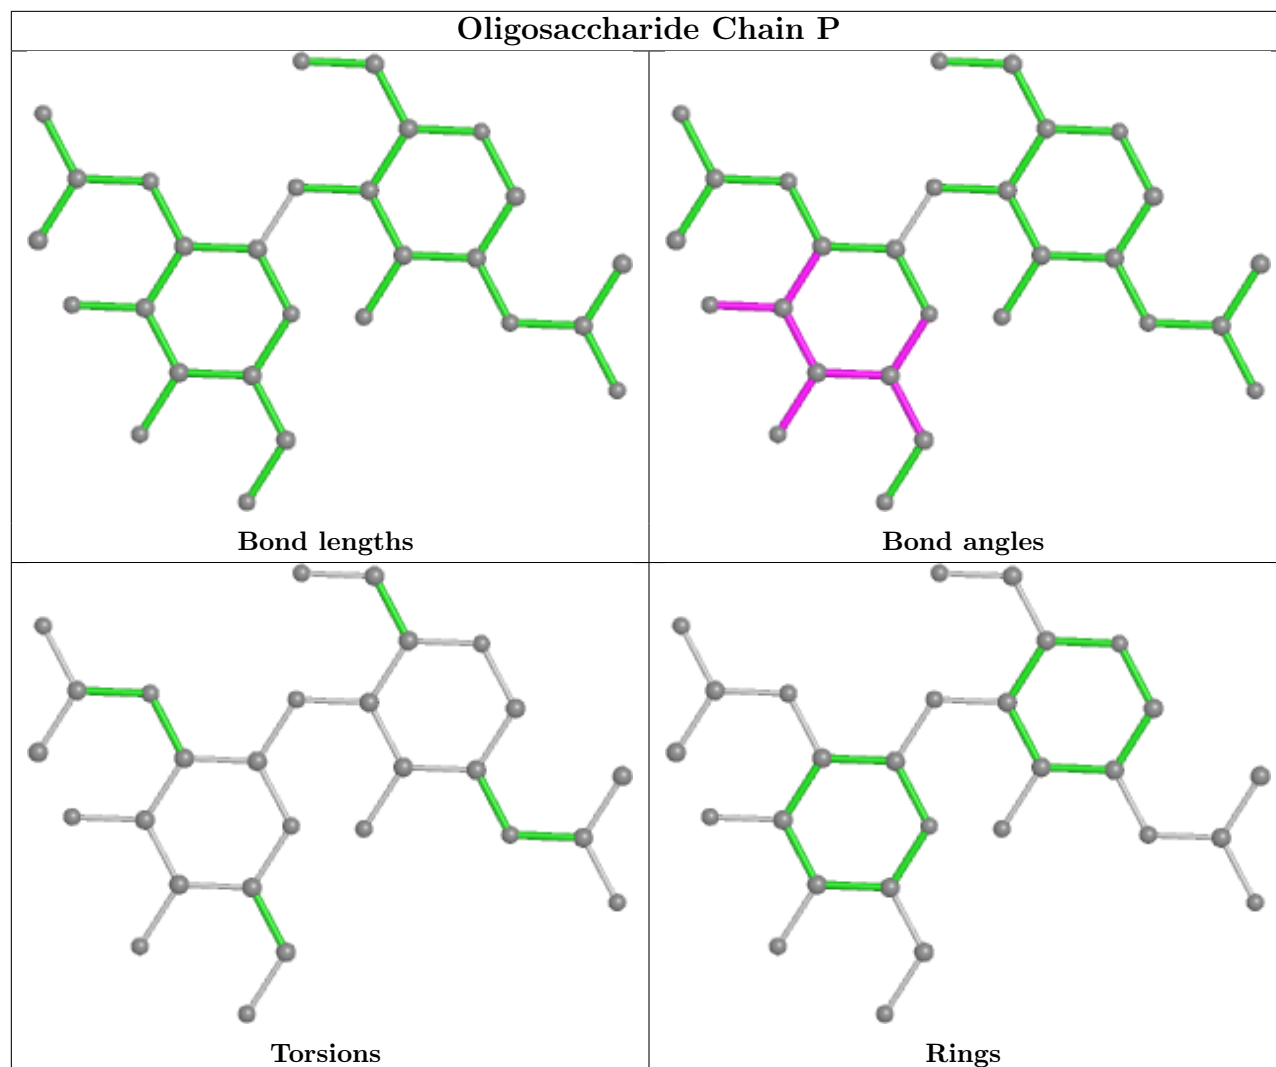 Oligosaccharide Chain P
Bond lengths
Bond angles
Torsions
Rings